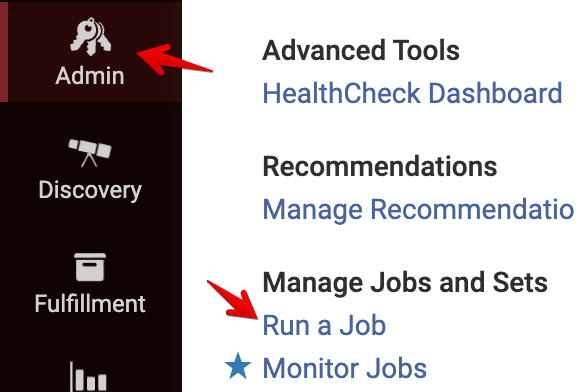 Admin
Discovery
Fulfillment
Advanced Tools
HealthCheck Dashboard
Recommendations
Manage Recommendatio
Manage Jobs and Sets
Run a Job
Monitor Jobs